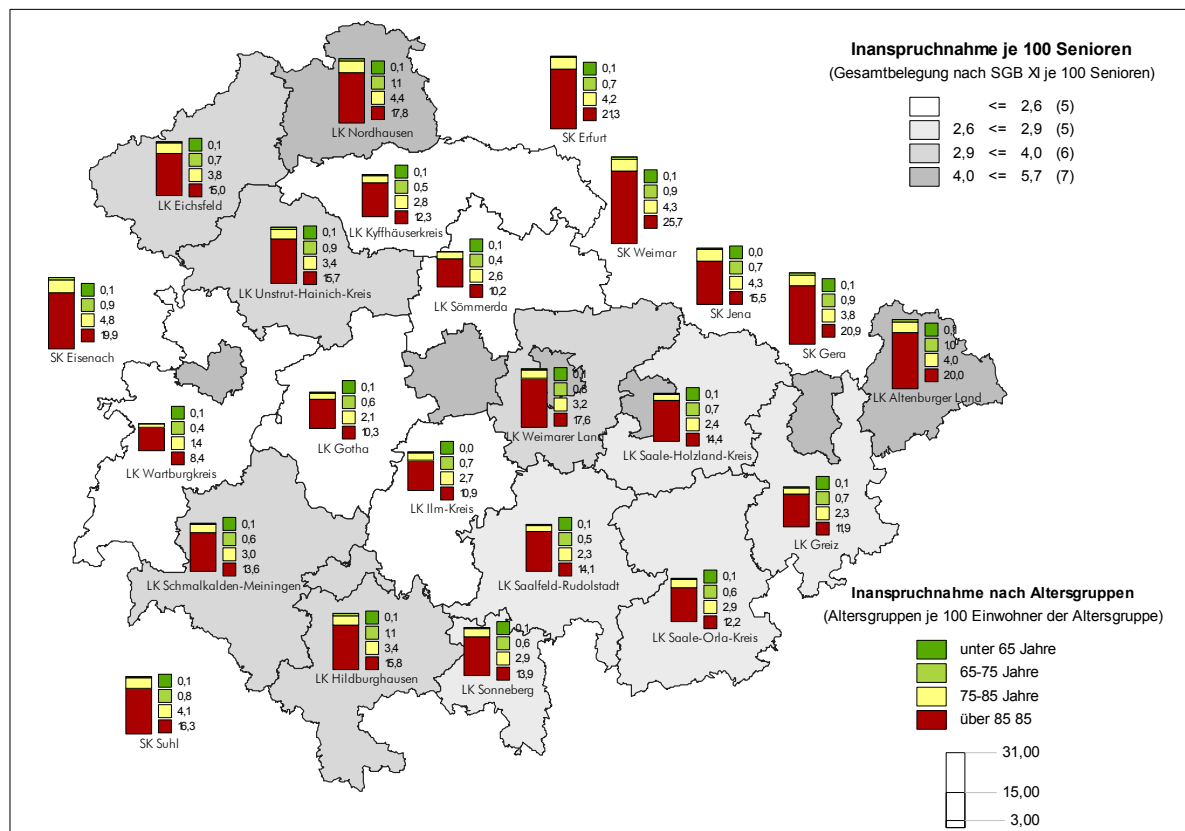 Inanspruchnahme je 100 Senioren
(Gesamtbelegung nach SGB XI je 100 Senioren)
<= 2,6 (5)
2,6 <= 2,9 (5)
2,9 <= 4,0 (6)
4,0 <= 5,7 (7)
0,1
1,1
4,4
17,8
LK Nordhausen
0,1
0,7
4,2
21,3
SK Erfurt
0,1
0,7
3,8
15,0
LK Eichsfeld
0,1
0,5
2,8
12,3
LK Kyffhäuserkreis
0,1
0,9
4,3
25,7
SK Weimar
0,1
0,9
3,4
15,7
LK Unstrut-Hainich-Kreis
0,1
0,4
2,6
10,2
LK Sömmerda
0,0
0,7
4,3
15,5
SK Jena
0,1
0,9
3,8
20,9
SK Gera
0,1
0,9
4,8
19,9
SK Eisenach
0,1
1,0
4,0
20,0
LK Altenburger Land
0,1
0,4
1,4
8,4
LK Wartburgkreis
0,1
0,6
2,1
10,3
LK Gotha
0,1
3,2
17,6
LK Weimarer Land
0,1
0,7
2,4
14,4
LK Saale-Holzland-Kreis
0,0
0,7
2,7
10,9
LK Ilm-Kreis
0,1
0,7
2,3
11,9
LK Greiz
0,1
0,6
3,0
13,6
LK Schmalkalden-Meiningen
0,1
0,5
2,3
14,1
LK Saalfeld-Rudolstadt
0,1
0,6
2,9
12,2
LK Saale-Orla-Kreis
0,1
1,1
3,4
15,8
LK Hildburghausen
0,1
0,6
2,9
13,9
LK Sonneberg
0,1
0,8
4,1
16,3
SK Suhl
Inanspruchnahme nach Altersgruppen
(Altersgruppen je 100 Einwohner der Altersgruppe)
unter 65 Jahre
65-75 Jahre
75-85 Jahre
über 85 85
31,00
15,00
3,00